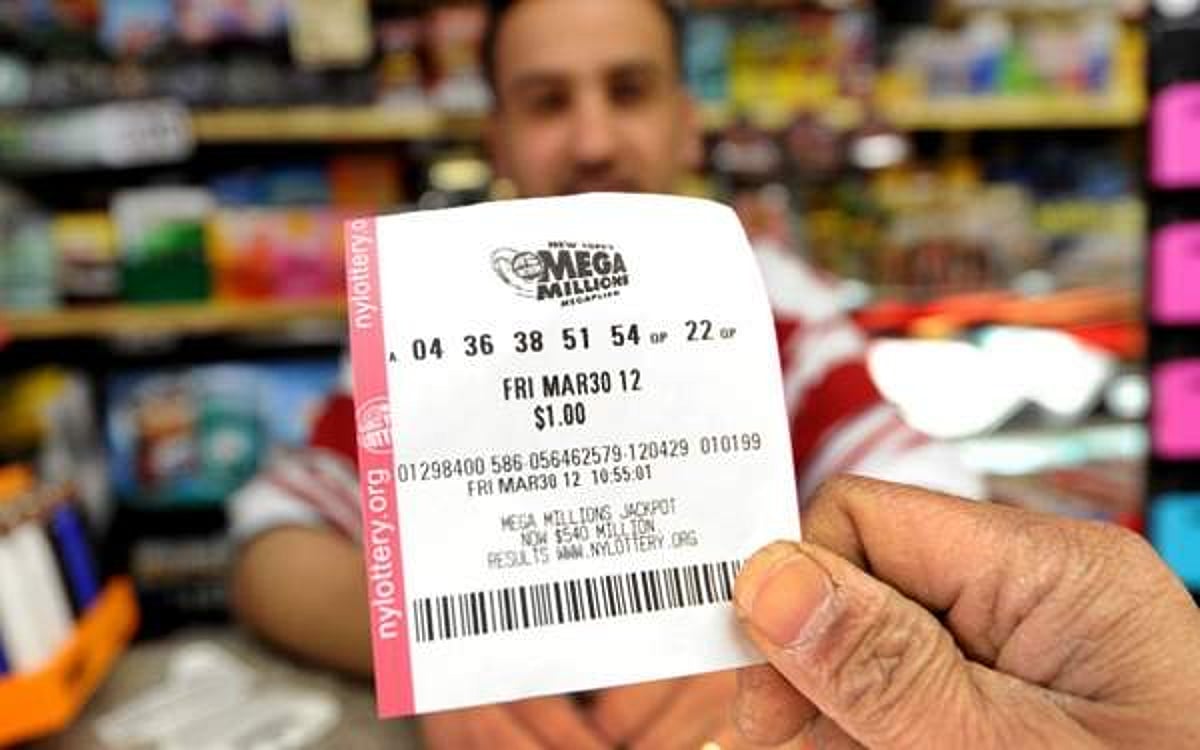 nylottery.o
nylottery.org
NEW YORK'S
MEGA
MILLIONS
MEGAPLIER
A 04 36 38 51 54 QP 22 QP
FRI MAR30 12
$1.00
01298400 586-056462579-120429 010199
FRI MAR30 12 10:55:01
MEGA MILLIONS JACKPOT
NOW $540 MILLION.
RESULTS WWW.NYLOTTERY.ORG